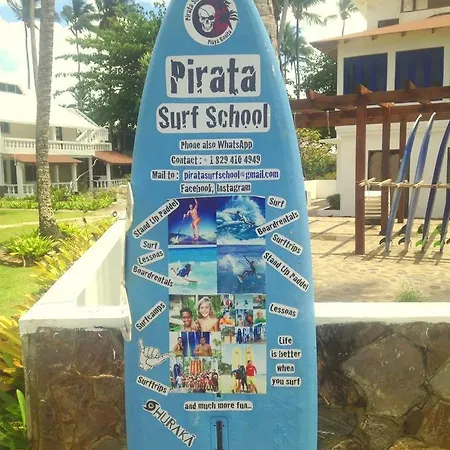 Pirata
Surf School
Phone also WhatsApp
Contact : + 1 829 410 4949
Mail to : piratasurfschool@gmail.com
Facebook, Instagram
Stand Up Paddel
Surf
Lessons
Boardrentals
Surf
Boardrentals
Surftrips
Stand Up Paddel
Surfcamps
Lessons
Life
is better
when
you surf
Surftrips
and much more fun...
HURAKA